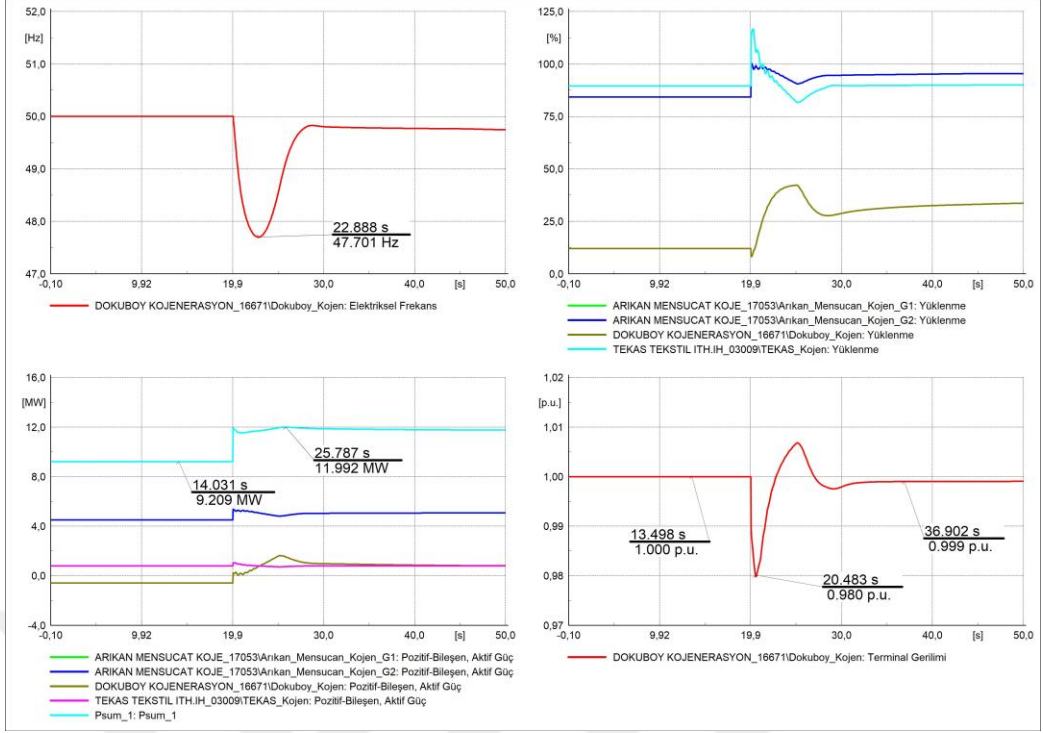 52,0
[Hz]
51,0
50,0
49,0
48,0
47,0
22.888 s
47.701 Hz
-0,10 9,92 19,9 30,0 40,0 [s] 50,0
DOKUBOY KOJENERASYON_16671\Dokuboy_Kojen: Elektriksel Frekans
125,0
[%]
100,0
75,0
50,0
25,0
0,0
-0,10 9,92 19,9 30,0 40,0 [s] 50,0
ARIKAN MENSUCAT KOJE_17053\Arıkan_Mensucan_Kojen_G1: Yüklenme
ARIKAN MENSUCAT KOJE_17053\Arıkan_Mensucan_Kojen_G2: Yüklenme
DOKUBOY KOJENERASYON_16671\Dokuboy_Kojen: Yüklenme
TEKAS TEKSTIL ITH.IH_03009\TEKAS_Kojen: Yüklenme
16,0
[MW]
12,0
8,0
4,0
0,0
-4,0
25.787 s
11.992 MW
14.031 s
9.209 MW
-0,10 9,92 19,9 30,0 40,0 [s] 50,0
ARIKAN MENSUCAT KOJE_17053\Arıkan_Mensucan_Kojen_G1: Pozitif-Bileşen, Aktif Güç
ARIKAN MENSUCAT KOJE_17053\Arıkan_Mensucan_Kojen_G2: Pozitif-Bileşen, Aktif Güç
DOKUBOY KOJENERASYON_16671\Dokuboy_Kojen: Pozitif-Bileşen, Aktif Güç
TEKAS TEKSTIL ITH.IH_03009\TEKAS_Kojen: Pozitif-Bileşen, Aktif Güç
Psum_1: Psum_1
1,02
[p.u.]
1,01
1,00
0,99
0,98
0,97
13.498 s
1.000 p.u.
36.902 s
0.999 p.u.
20.483 s
0.980 p.u.
-0,10 9,92 19,9 30,0 40,0 [s] 50,0
DOKUBOY KOJENERASYON_16671\Dokuboy_Kojen: Terminal Gerilimi